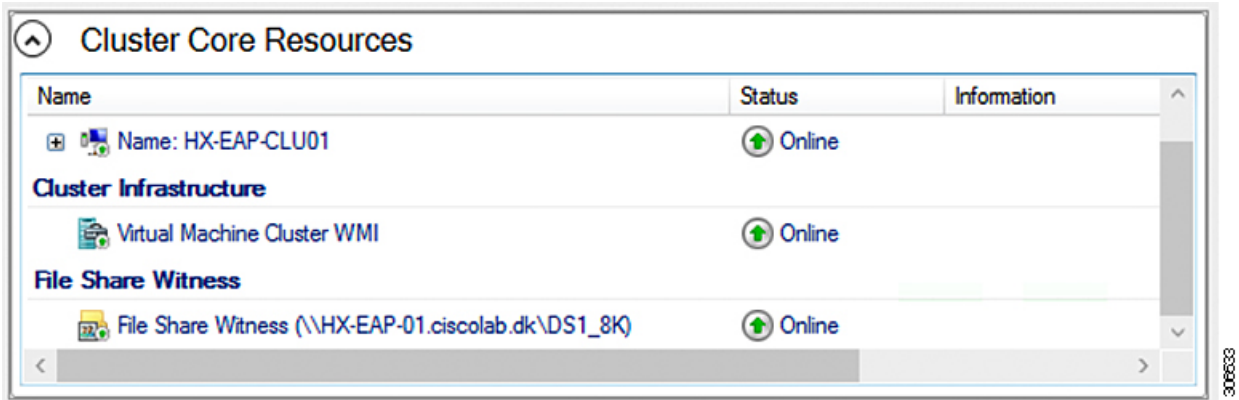 Cluster Core Resources
Name Status Information
Name: HX-EAP-CLU01 Online
Cluster Infrastructure
Virtual Machine Cluster WMI Online
File Share Witness
File Share Witness (\\HX-EAP-01.ciscolab.dk\DS1_8K) Online
306633